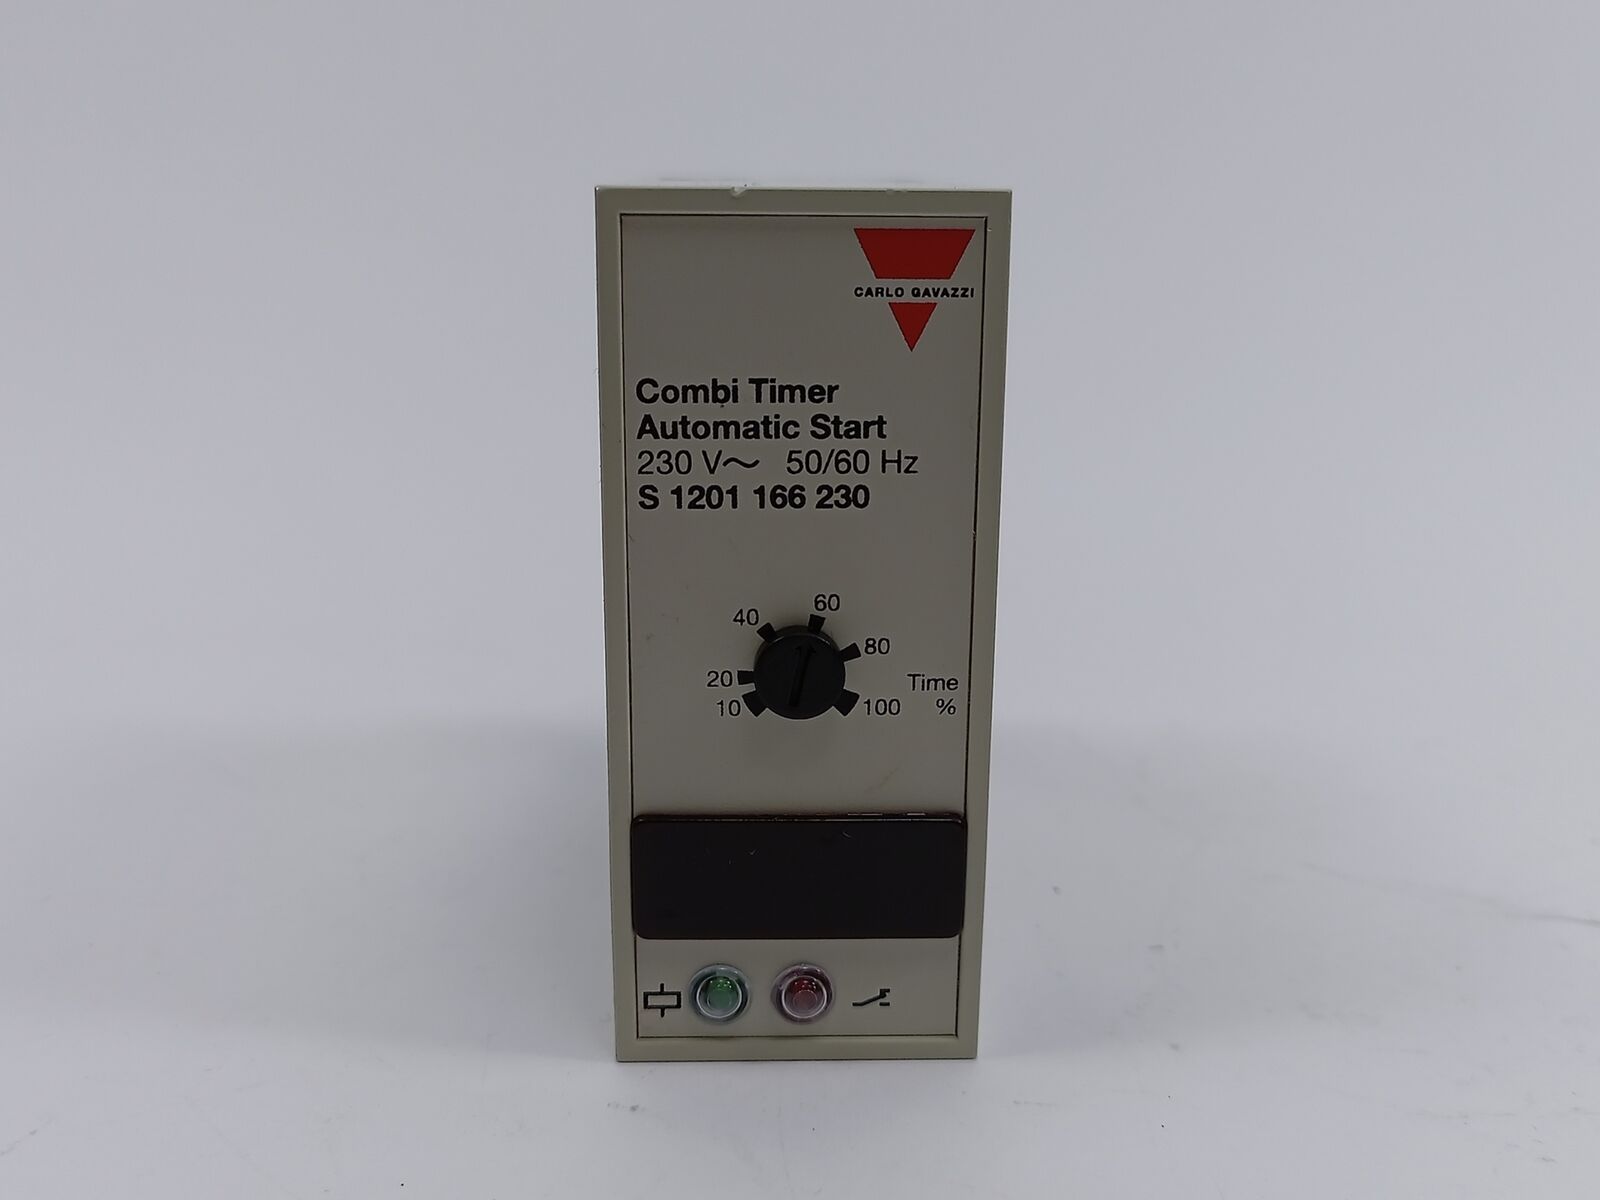 CARLO GAVAZZI
Combi Timer
Automatic Start
230 V~ 50/60 Hz
S 1201 166 230
40 60
80
20 Time
10 100 %